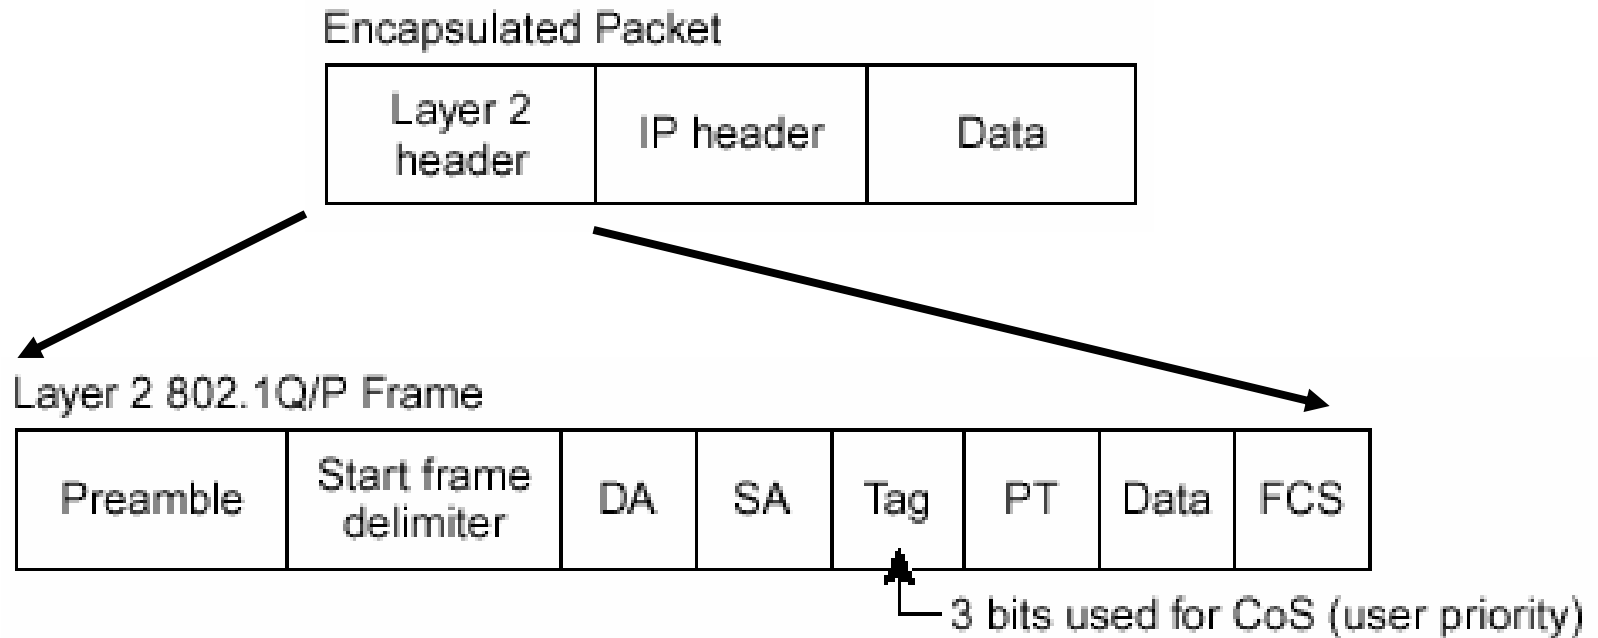 Encapsulated Packet
Layer 2
header
IP header
Data
Layer 2 802.1Q/P Frame
Preamble
Start frame
delimiter
DA
SA
Tag
PT
Data
FCS
3 bits used for CoS (user priority)